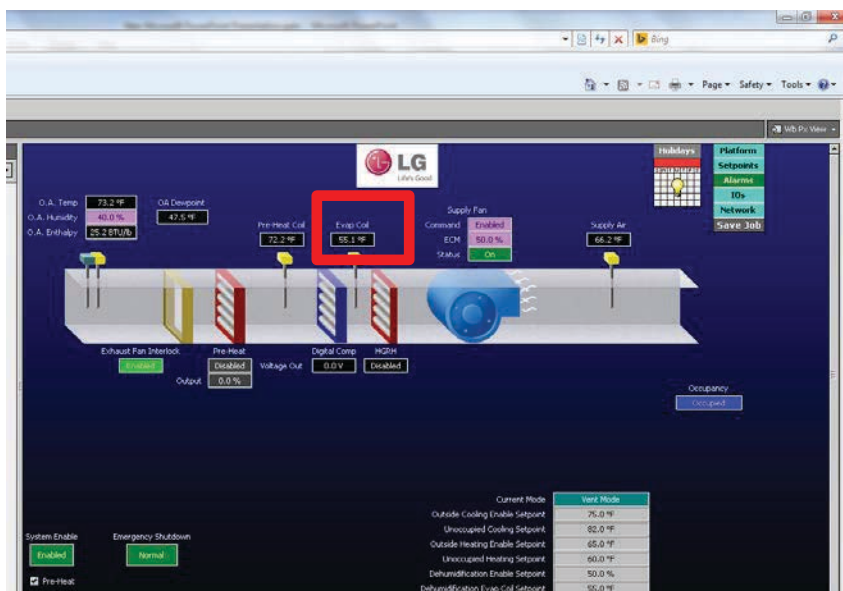 Bing
Page Safety Tools
Wb Px View
LG
Life's Good
Holidays
Platform
Setpoints
Alarms
IOs
Network
Save Job
O.A. Temp 73.2 °F
OA Dewpoint
47.5 °F
O.A. Humidity 40.0 %
O.A. Enthalpy 25.2 BTU/lb
Pre-Heat Coil
72.2 °F
Evap Coil
55.1 °F
Supply Fan
Command Enabled
ECM 50.0 %
Status On
Supply Air
66.2 °F
Exhaust Fan Interlock
Enabled
Pre-Heat
Disabled
Output 0.0 %
Digital Comp
Voltage Out 0.0 V
HGRH
Disabled
Occupancy
Occupied
Current Mode Vent Mode
Outside Cooling Enable Setpoint 75.0 °F
Unoccupied Cooling Setpoint 82.0 °F
Outside Heating Enable Setpoint 65.0 °F
Unoccupied Heating Setpoint 60.0 °F
Dehumidification Enable Setpoint 50.0 %
Dehumidification Evap Coil Setpoint 55.0 °F
System Enable
Enabled
Emergency Shutdown
Normal
Pre-Heat